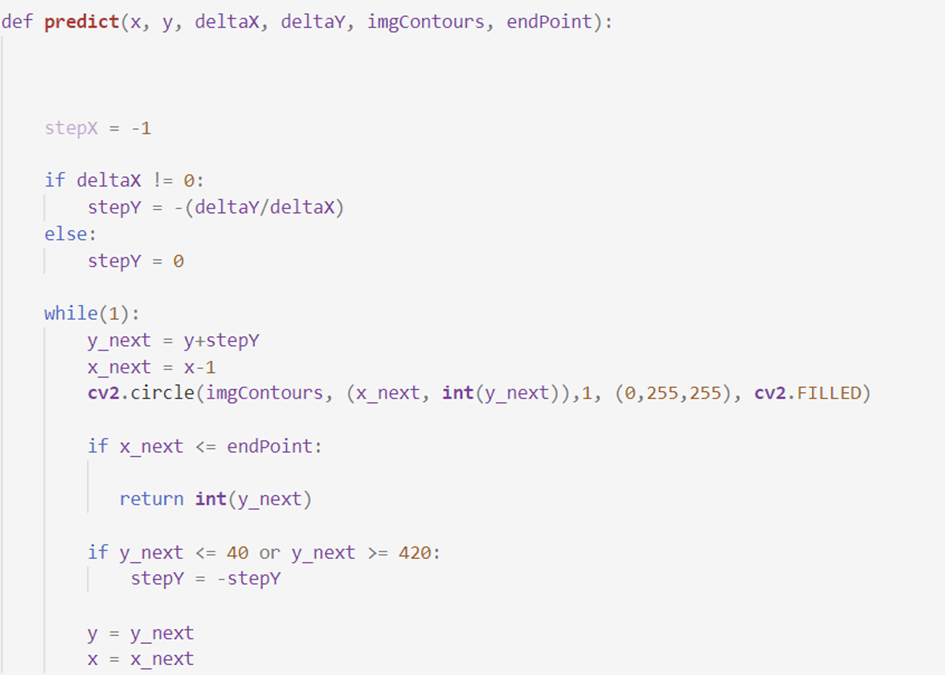 def predict(x, y, deltaX, deltaY, imgContours, endPoint):
stepX = -1
if deltaX != 0:
stepY = -(deltaY/deltaX)
else:
stepY = 0
while(1):
y_next = y+stepY
x_next = x-1
cv2.circle(imgContours, (x_next, int(y_next)),1, (0,255,255), cv2.FILLED)
if x_next <= endPoint:
return int(y_next)
if y_next <= 40 or y_next >= 420:
stepY = -stepY
y = y_next
x = x_next